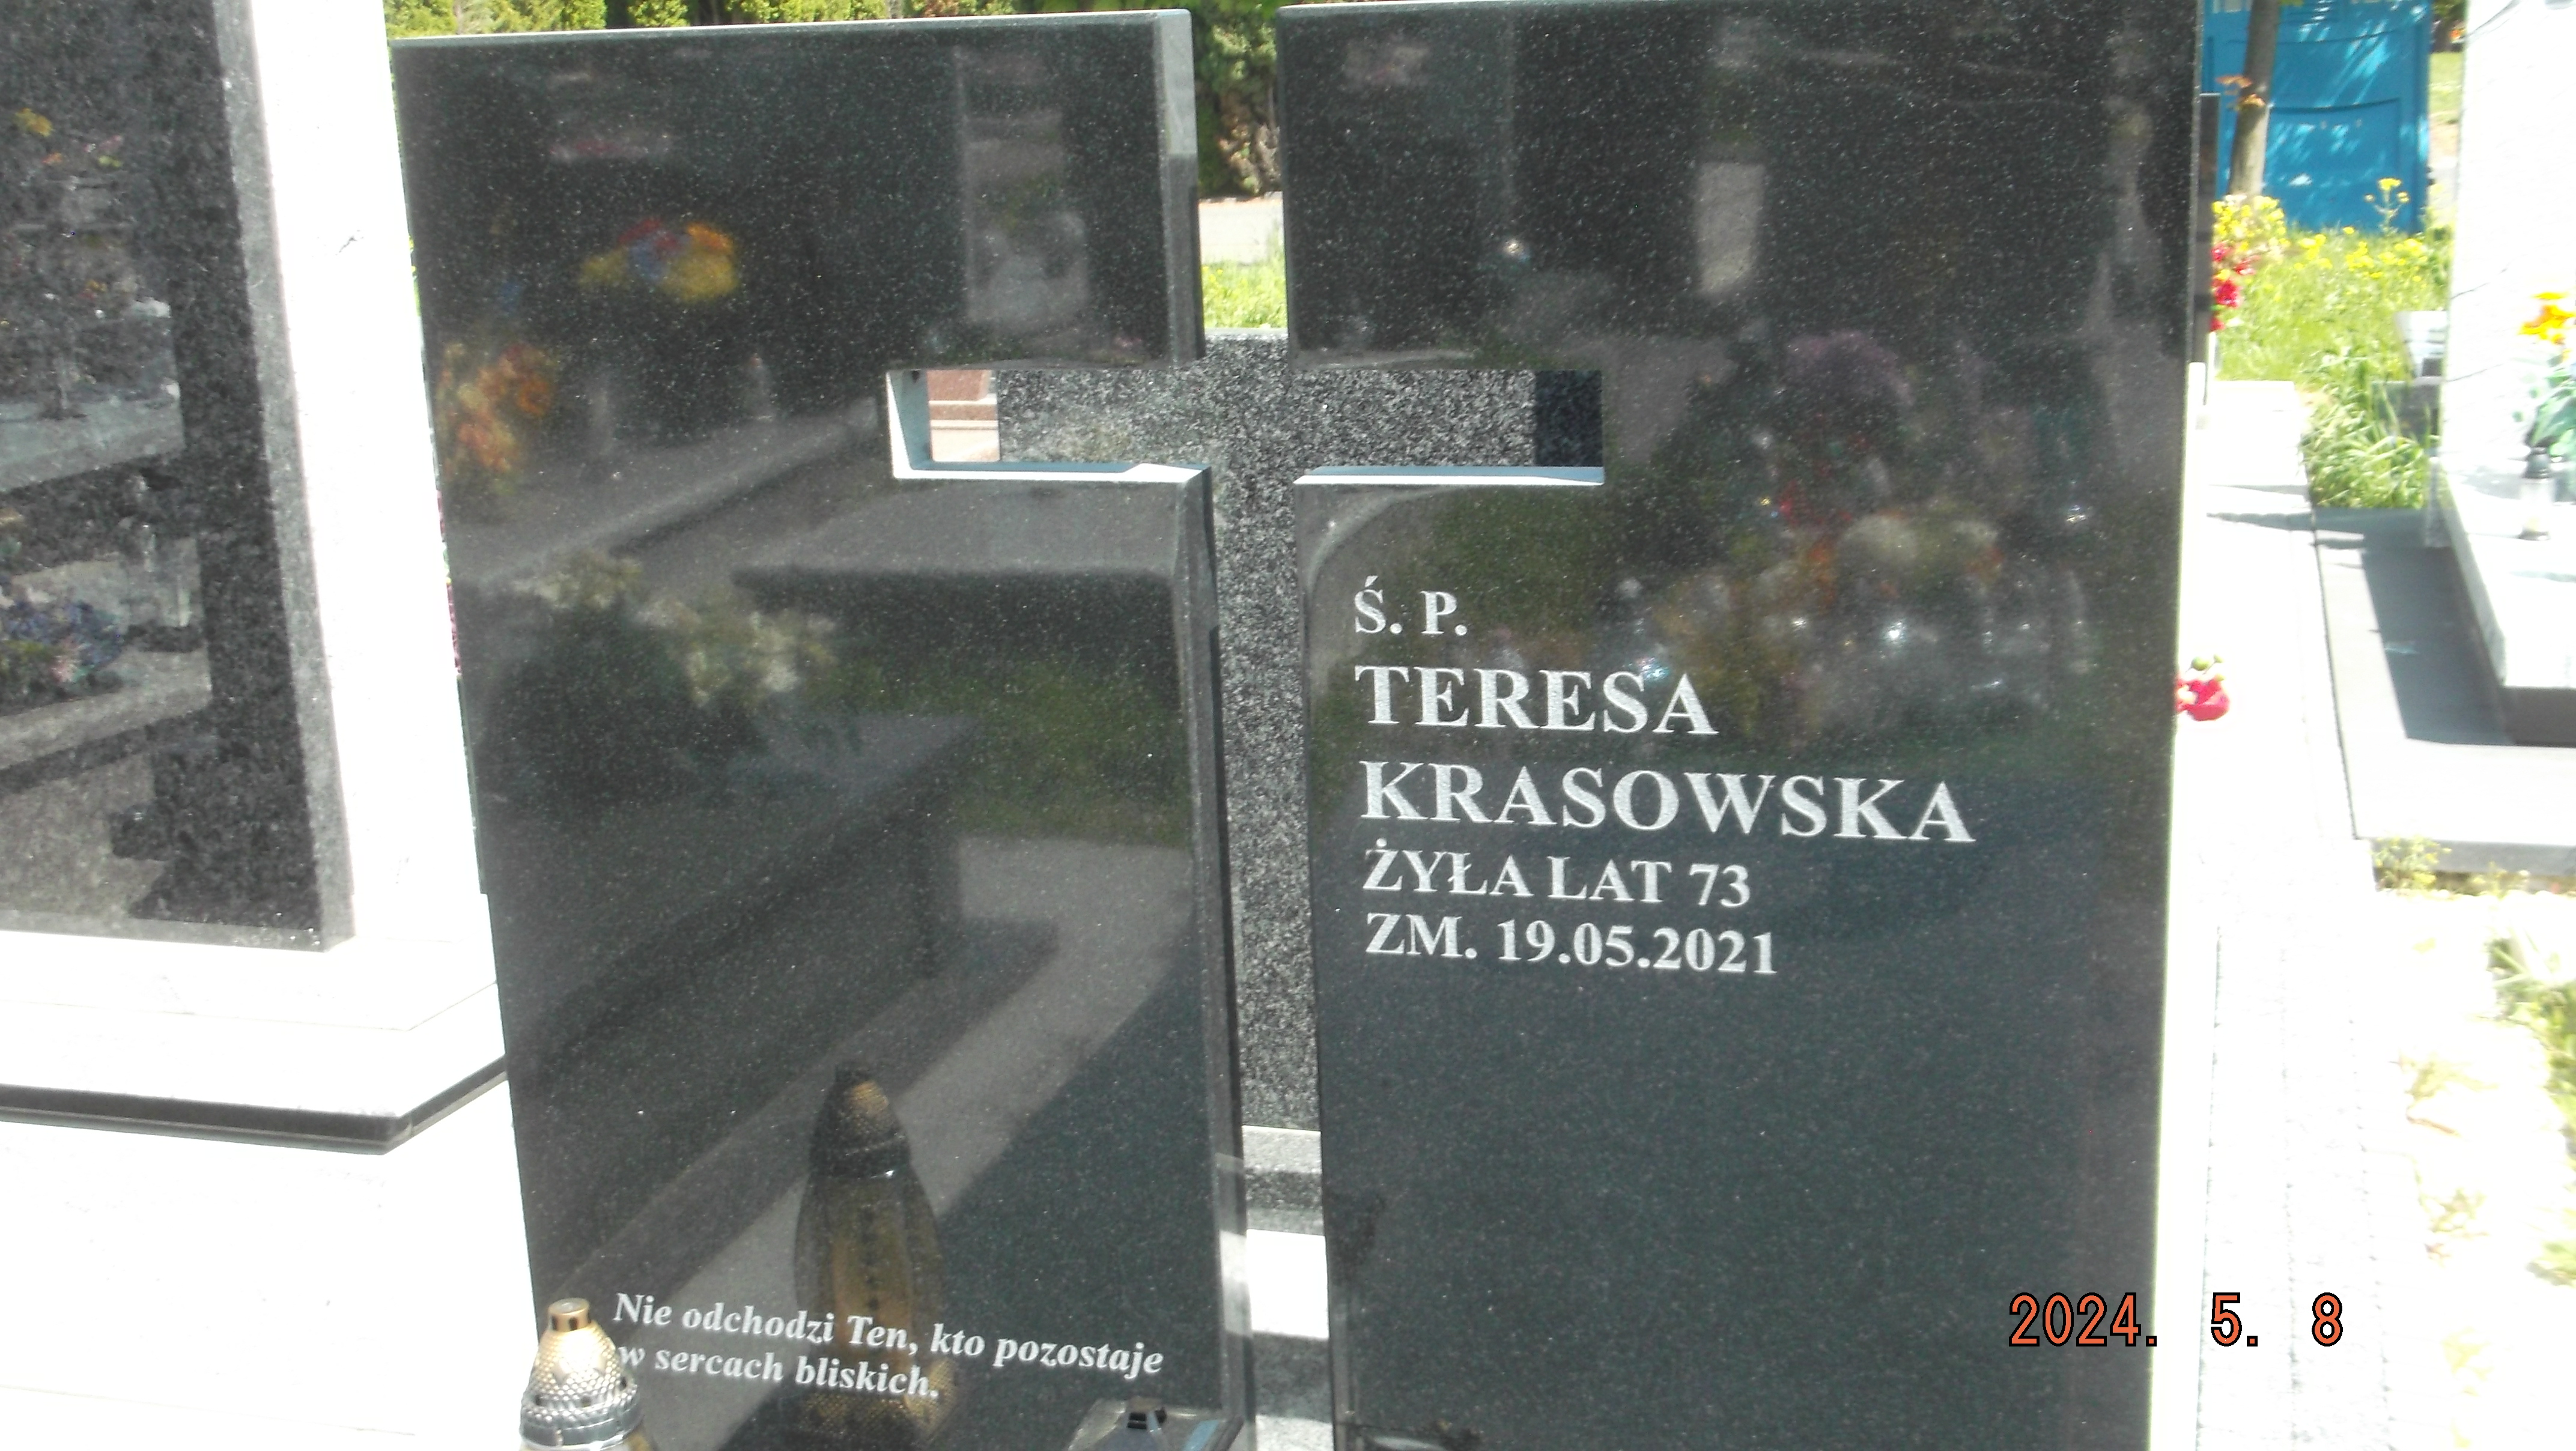 Ś. P.
TERESA
KRASOWSKA
ŻYŁA LAT 73
ZM. 19.05.2021
Nie odchodzi Ten, kto pozostaje
w sercach bliskich.
2024. 5. 8